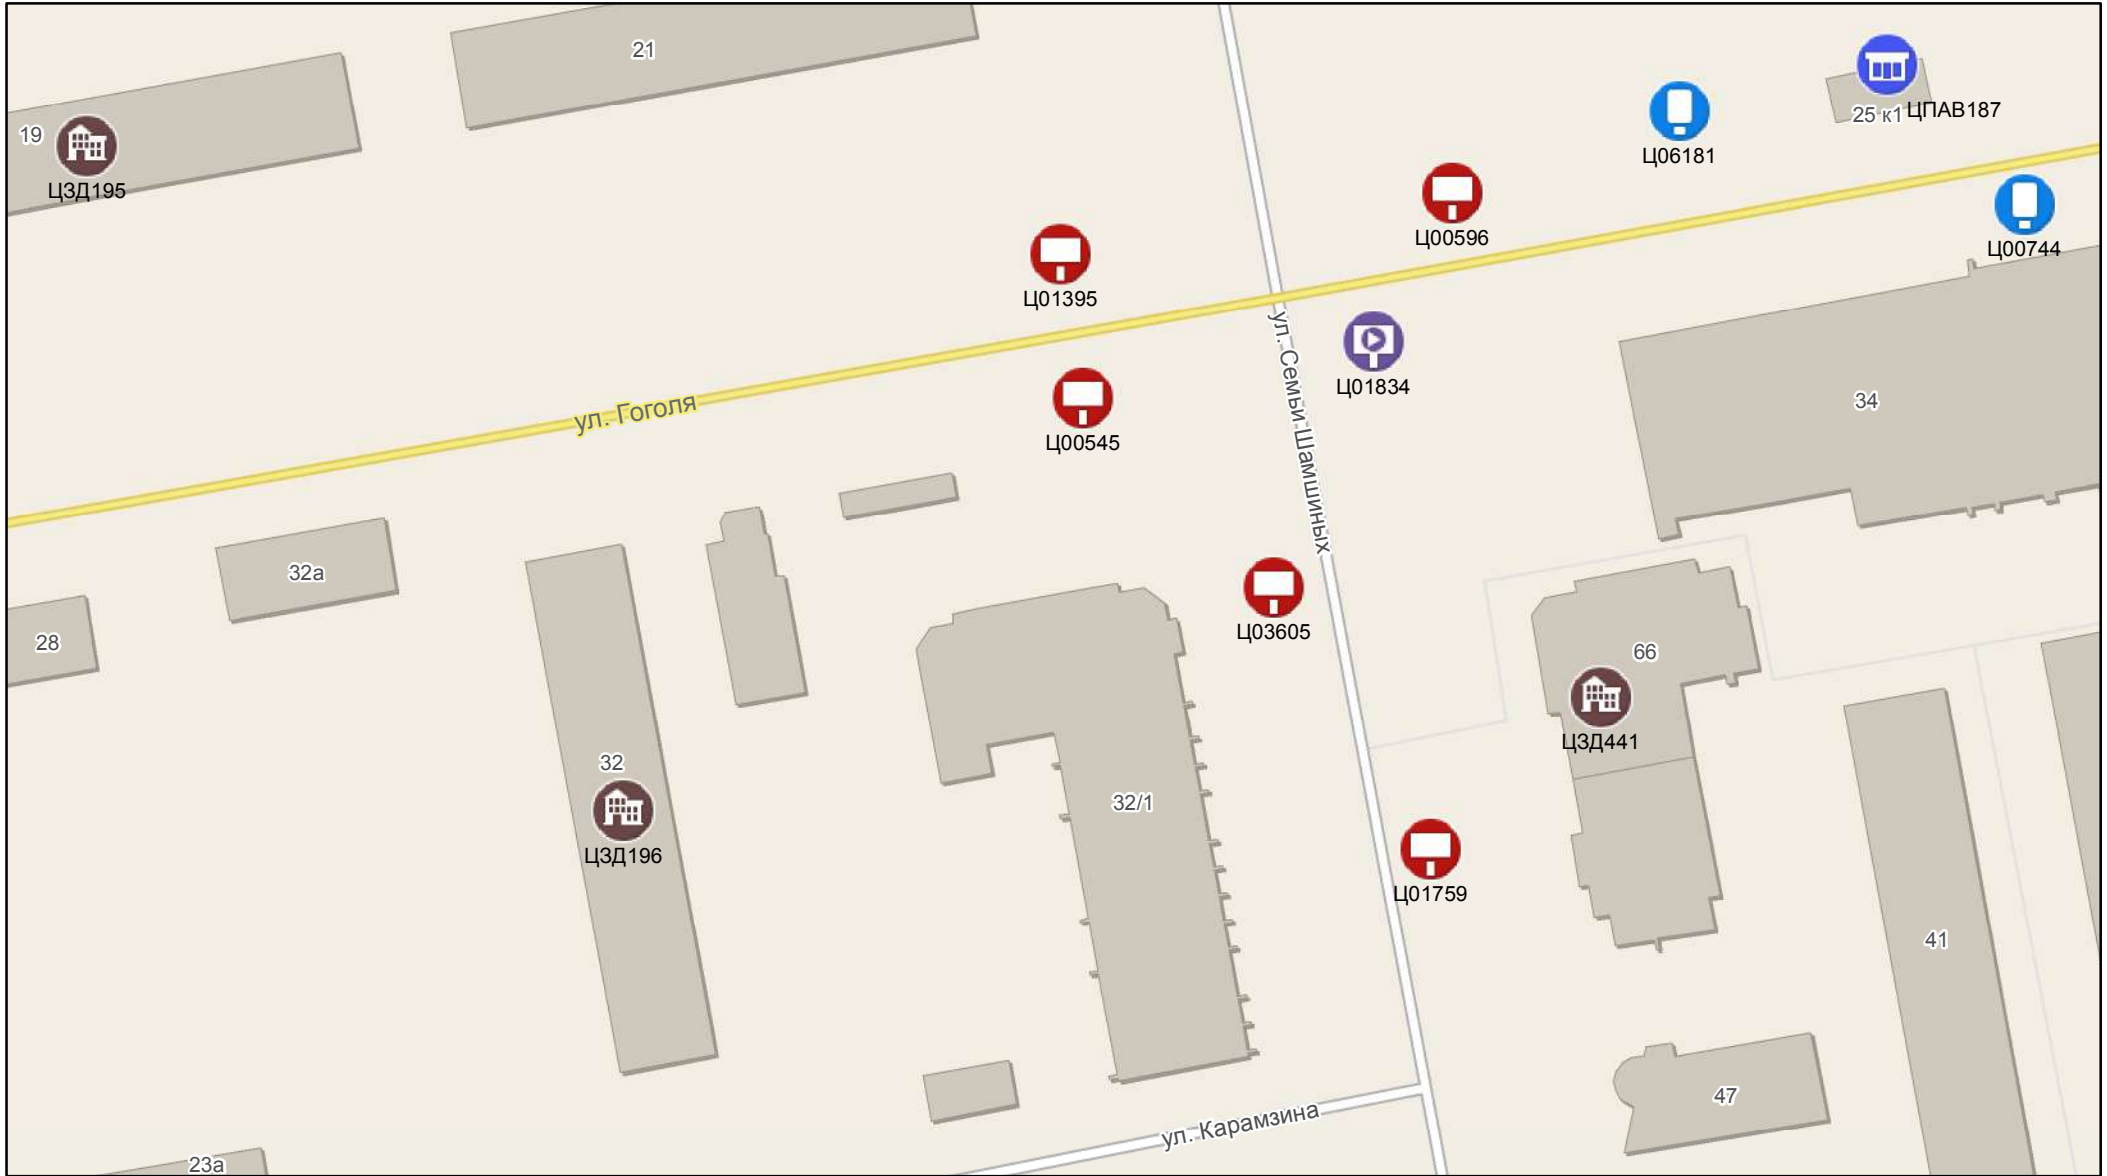 21
19
ЦЗД195
25 к1
ЦПАВ187
Ц06181
Ц00596
Ц00744
Ц01395
ул. Семьи Шамшиных
Ц01834
34
ул. Гоголя
Ц00545
32а
28
Ц03605
66
ЦЗД441
32
32/1
ЦЗД196
Ц01759
41
47
ул. Карамзина
23а